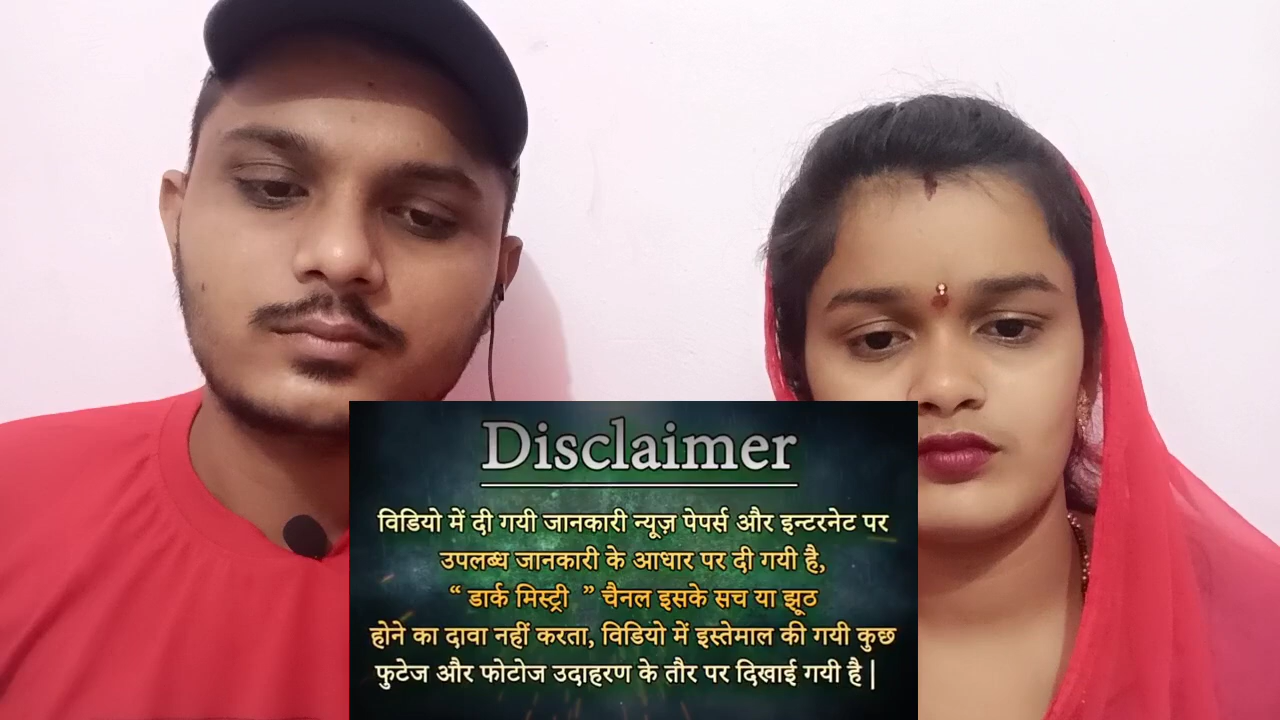 Disclaimer
विडियो में दी गयी जानकारी न्यूज़ पेपर्स और इन्टरनेट पर
उपलब्ध जानकारी के आधार पर दी गयी है,
“ डार्क मिस्ट्री ” चैनल इसके सच या झूठ
होने का दावा नहीं करता, विडियो में इस्तेमाल की गयी कुछ
फुटेज और फोटोज उदाहरण के तौर पर दिखाई गयी है |